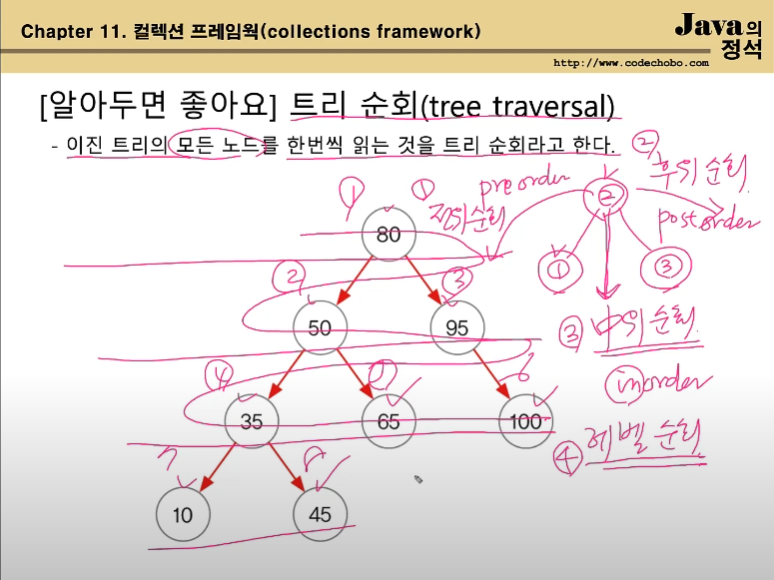 Chapter 11. 컬렉션 프레임웍(collections framework)
Java의 정석
http://www.codechobo.com
[알아두면 좋아요] 트리 순회(tree traversal)
- 이진 트리의 모든 노드를 한번씩 읽는 것을 트리 순회라고 한다.
② 후위 순회
postorder
① 전위 순회
preorder
②
① ③
③ 中위 순회
inorder
④ 레벨 순회
① 80
② 50 ③ 95
④ 35 ⑤ 65 6 100
7 10 8 45